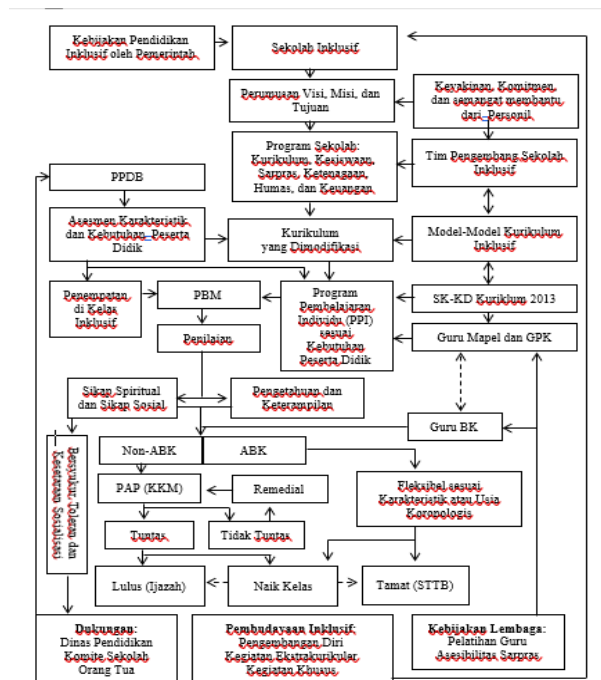 Kebijakan Pendidikan
Inklusif oleh Pemerintah
Sekolah Inklusif
Perumusan Visi, Misi, dan
Tujuan
Keyakinan, Komitmen,
dan semangat membantu
dari Personil
Program Sekolah:
Kurikulum, Kesiswaan,
Sarpras, Ketenagaan,
Humas, dan Keuangan
Tim Pengembang Sekolah
Inklusif
PPDB
Asesmen Karakteristik
dan Kebutuhan Peserta
Didik
Kurikulum
yang Dimodifikasi
Model-Model Kurikulum
Inklusif
Penempatan
di Kelas
Inklusif
PBM
Program
Pembelajaran
Individu (PPI)
sesuai
Kebutuhan
Peserta Didik
SK-KD Kuriklum 2013
Penilaian
Guru Mapel dan GPK
Sikap Spiritual
dan Sikap Sosial
Pengetahuan dan
Keterampilan
Guru BK
Bersyukur, Toleran dan
Kesetaraan Sosialisasi
Non-ABK
ABK
PAP (KKM)
Remedial
Fleksibel sesuai
Karakteristik atau Usia
Koronologis
Tuntas
Tidak Tuntas
Lulus (Ijazah)
Naik Kelas
Tamat (STTB)
Dukungan:
Dinas Pendidikan
Komite Sekolah
Orang Tua
Pembudayaan Inklusif:
Pengembangan Diri
Kegiatan Ekstrakurikuler
Kegiatan Khusus
Kebijakan Lembaga:
Pelatihan Guru
Asesibilitas Sarpras